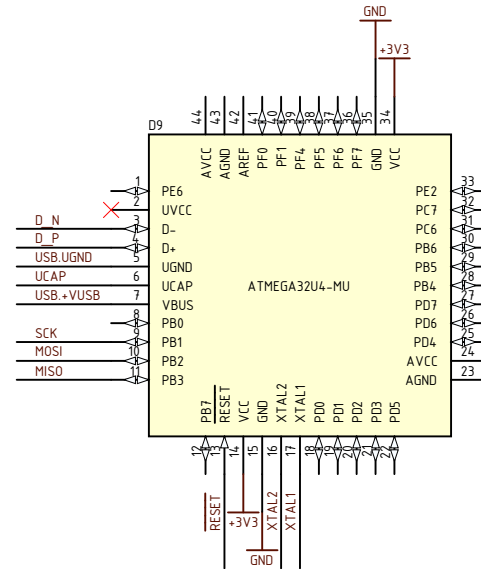 GND
+3V3
D9
44 43 42 41 40 39 38 37 36 35 34
AVCC AGND AREF PF0 PF1 PF4 PF5 PF6 PF7 GND VCC
1 PE6
2 UVCC
D_N 3 D-
D_P 4 D+
USB.UGND 5 UGND
UCAP 6 UCAP
USB.+VUSB 7 VBUS
8 PB0
SCK 9 PB1
MOSI 10 PB2
MISO 11 PB3
ATMEGA32U4-MU
PE2 33
PC7 32
PC6 31
PB6 30
PB5 29
PB4 28
PD7 27
PD6 26
PD4 25
AVCC 24
AGND 23
PB7 RESET VCC GND XTAL2 XTAL1 PD0 PD1 PD2 PD3 PD5
12 13 14 15 16 17 18 19 20 21 22
RESET
+3V3
XTAL2
XTAL1
GND